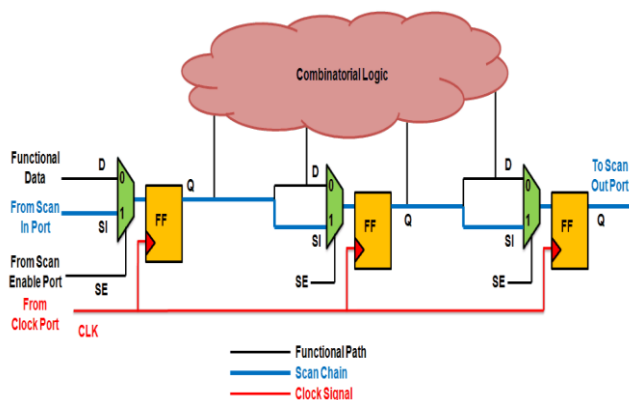 Combinatorial Logic
Functional
Data
D
0
1
From Scan
In Port
SI
From Scan
Enable Port
SE
From
Clock Port
CLK
FF
Q
D
0
1
SI
SE
FF
Q
D
0
1
SI
SE
FF
Q
To Scan
Out Port
Functional Path
Scan Chain
Clock Signal